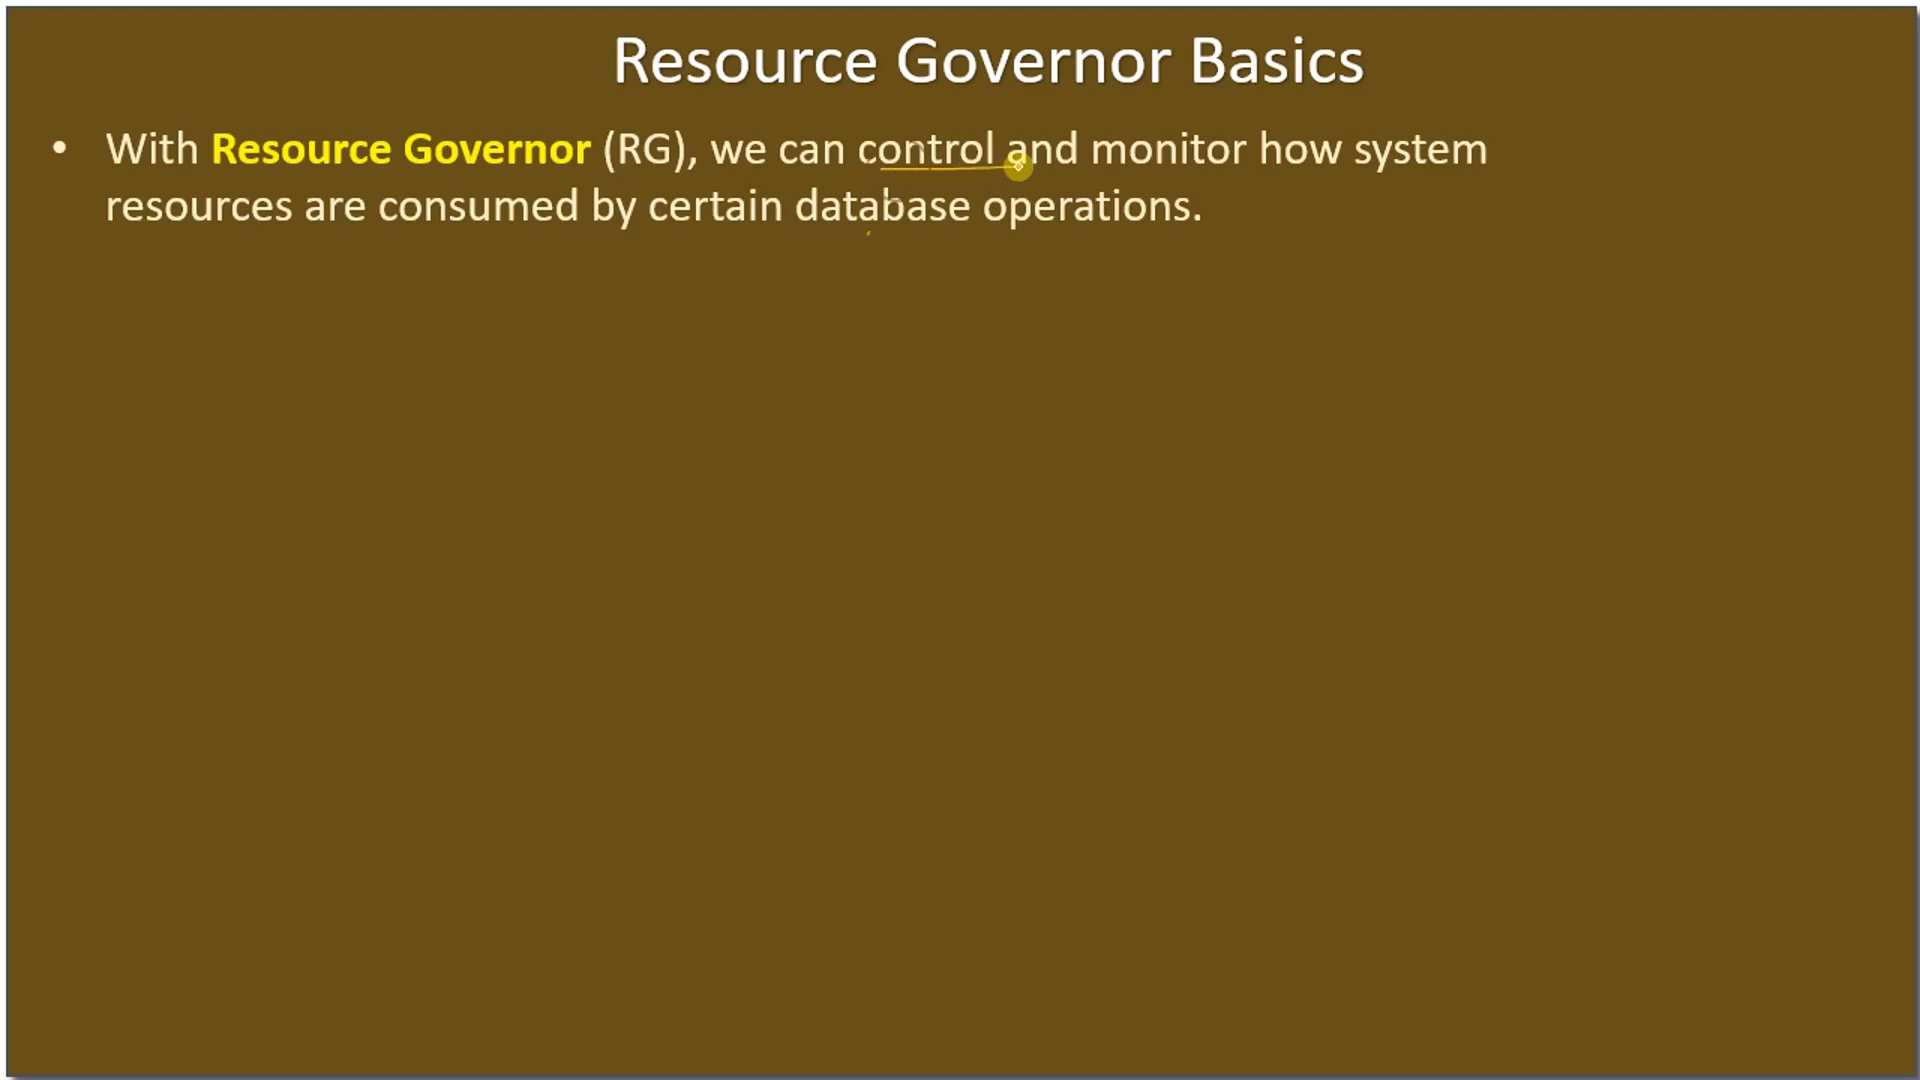 Resource Governor Basics
• With Resource Governor (RG), we can control and monitor how system
resources are consumed by certain database operations.